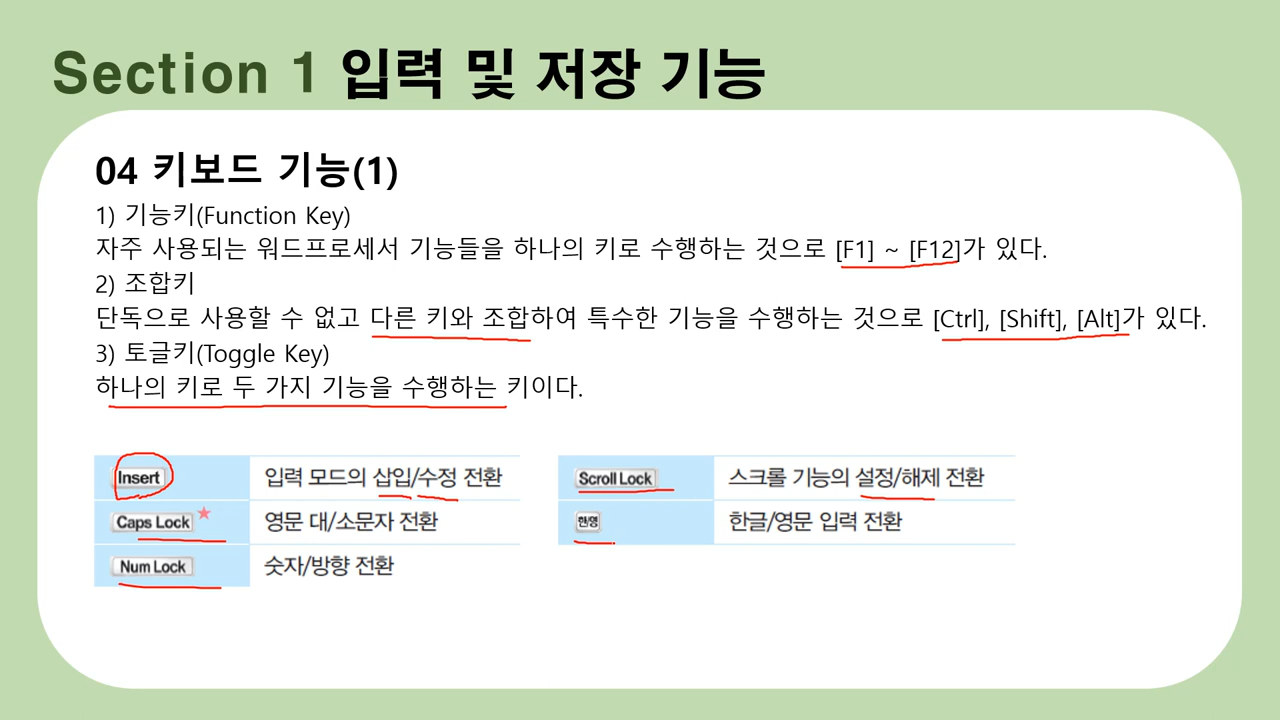 Section 1 입력 및 저장 기능
04 키보드 기능(1)
1) 기능키(Function Key)
자주 사용되는 워드프로세서 기능들을 하나의 키로 수행하는 것으로 [F1] ~ [F12]가 있다.
2) 조합키
단독으로 사용할 수 없고 다른 키와 조합하여 특수한 기능을 수행하는 것으로 [Ctrl], [Shift], [Alt]가 있다.
3) 토글키(Toggle Key)
하나의 키로 두 가지 기능을 수행하는 키이다.
Insert 입력 모드의 삽입/수정 전환
Caps Lock 영문 대/소문자 전환
Num Lock 숫자/방향 전환
Scroll Lock 스크롤 기능의 설정/해제 전환
한/영 한글/영문 입력 전환